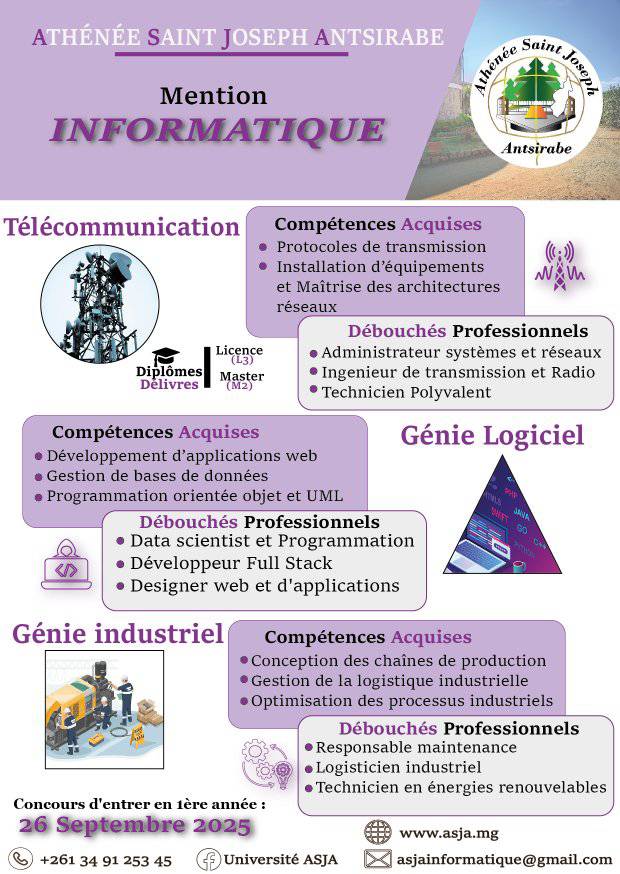 ATHÉNÉE SAINT JOSEPH ANTSIRABE
Athénée Saint Joseph
Antsirabe
Mention
INFORMATIQUE
Télécommunication
Compétences Acquises
Protocoles de transmission
Installation d'équipements
et Maîtrise des architectures
réseaux
Débouchés Professionnels
Administrateur systèmes et réseaux
Ingenieur de transmission et Radio
Technicien Polyvalent
Diplômes
Délivres
Licence
(L3)
Master
(M2)
Compétences Acquises
Développement d'applications web
Gestion de bases de données
Programmation orientée objet et UML
Génie Logiciel
PHP
HTML5
JAVA
SWIFT
GO
C++
PYTHON
Débouchés Professionnels
Data scientist et Programmation
Développeur Full Stack
Designer web et d'applications
Génie industriel
Compétences Acquises
Conception des chaînes de production
Gestion de la logistique industrielle
Optimisation des processus industriels
Débouchés Professionnels
Responsable maintenance
Logisticien industriel
Technicien en énergies renouvelables
Concours d'entrer en 1ère année :
26 Septembre 2025
www.asja.mg
+261 34 91 253 45
Université ASJA
asjainformatique@gmail.com